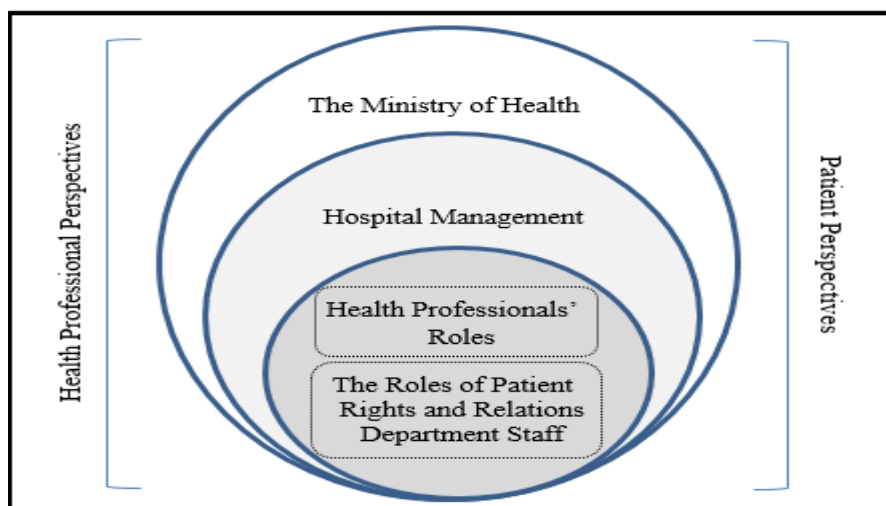 Health Professional Perspectives
The Ministry of Health
Hospital Management
Health Professionals’
Roles
The Roles of Patient
Rights and Relations
Department Staff
Patient Perspectives